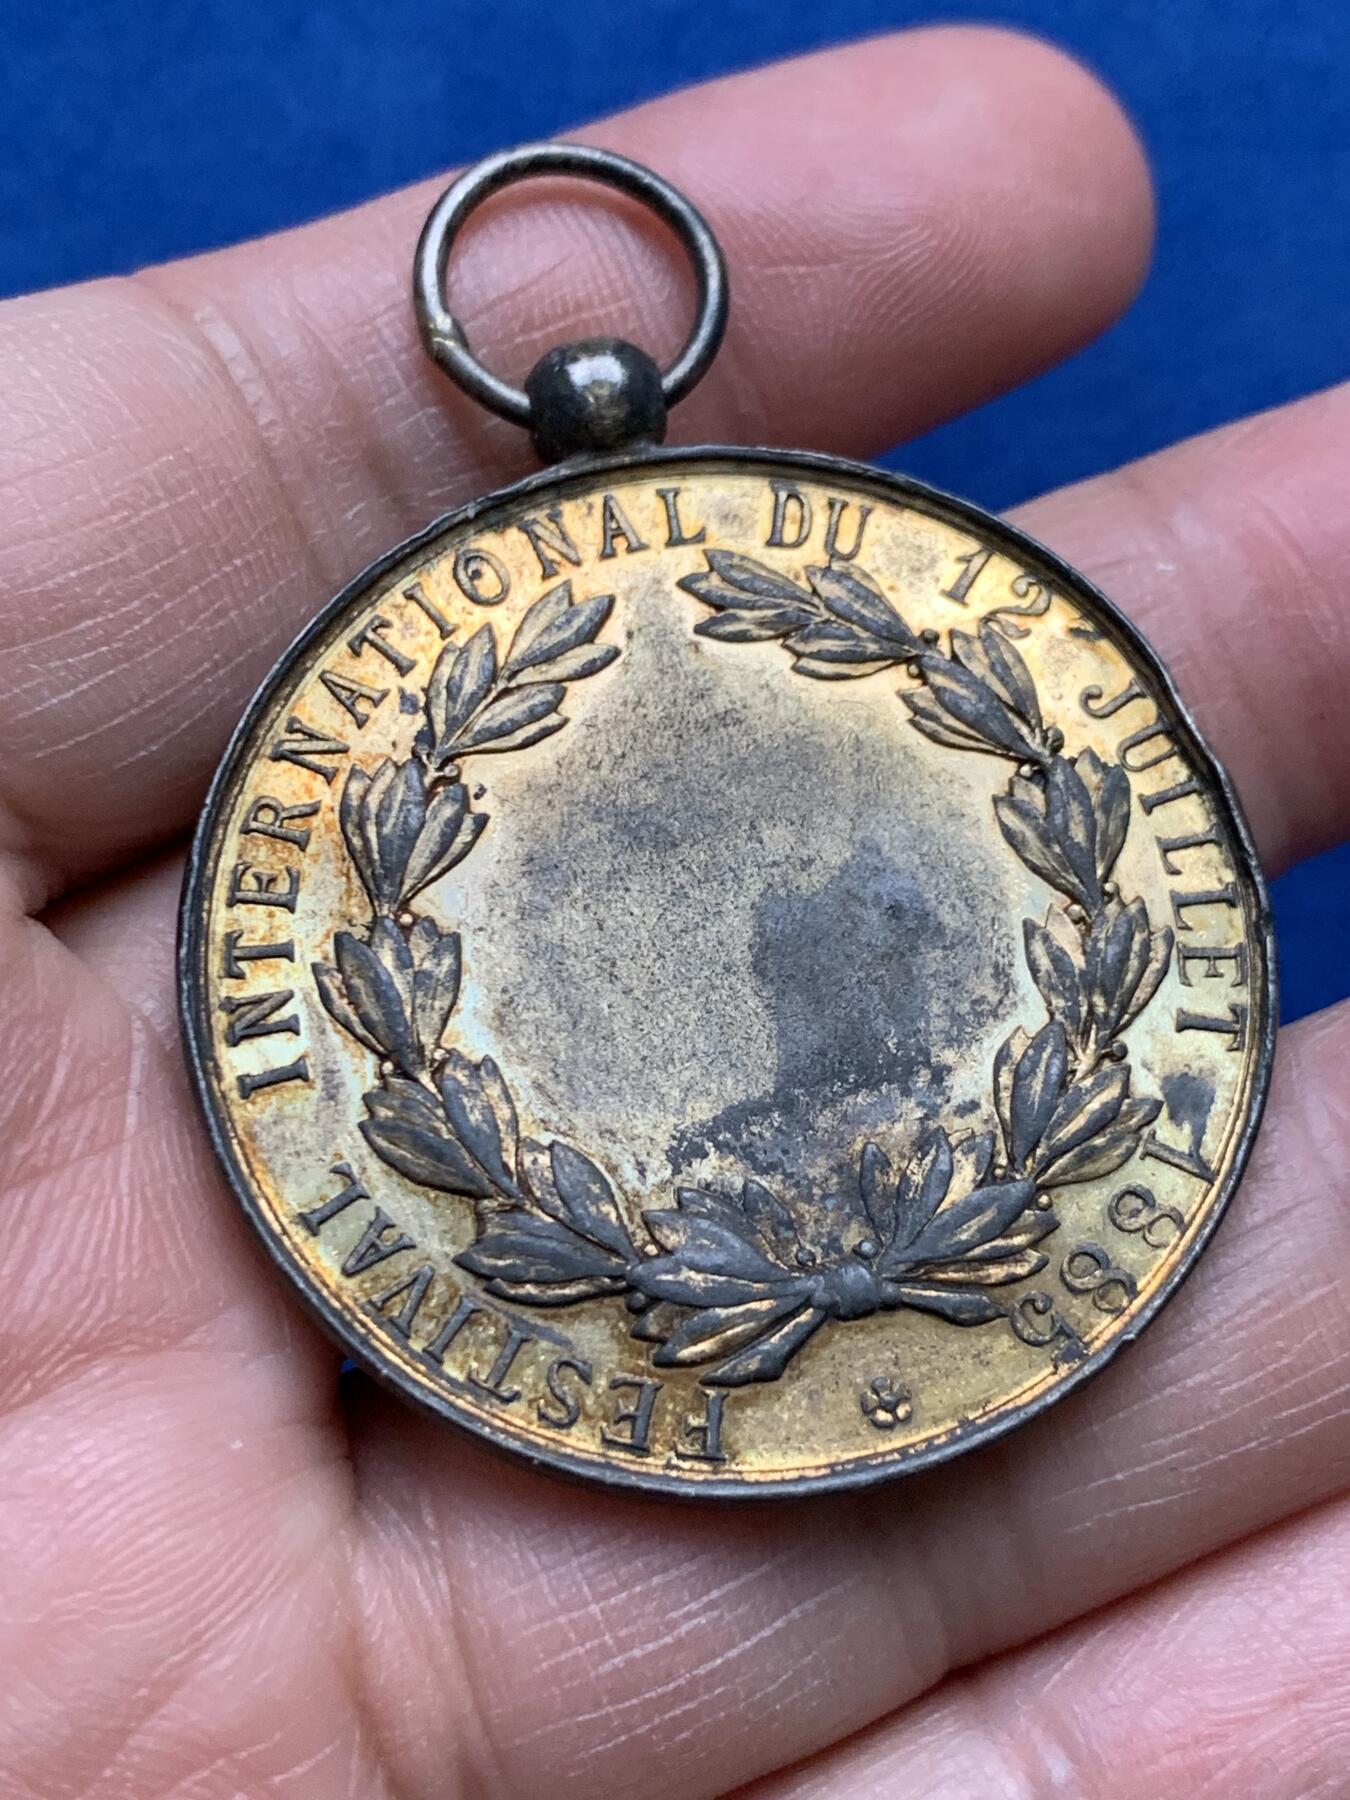 FESTIVAL INTERNATIONAL DU 12 JUILLET 1885